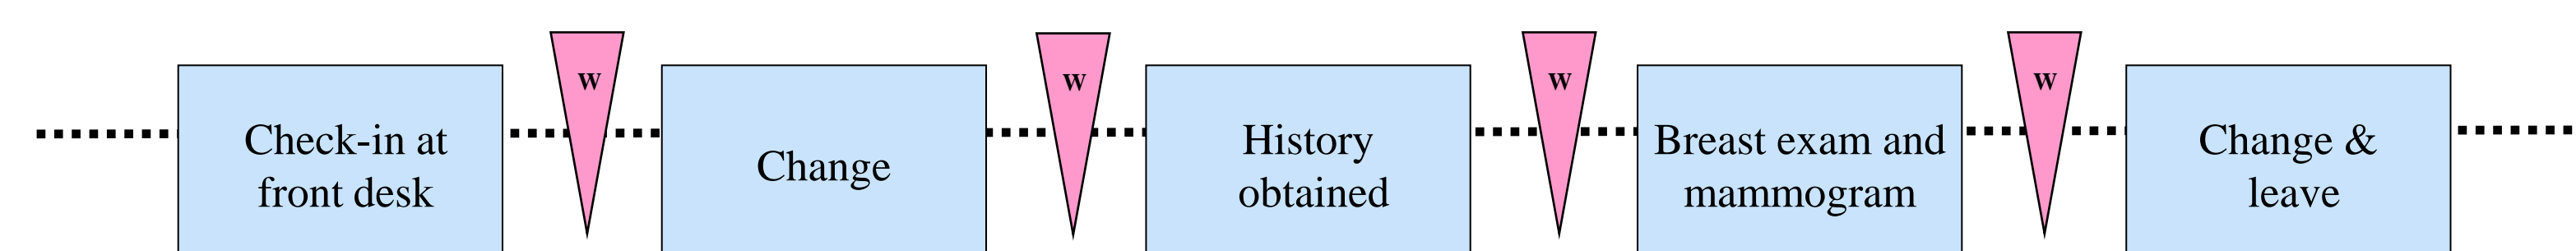 Check-in at
front desk
W
Change
W
History
obtained
W
Breast exam and
mammogram
W
Change &
leave